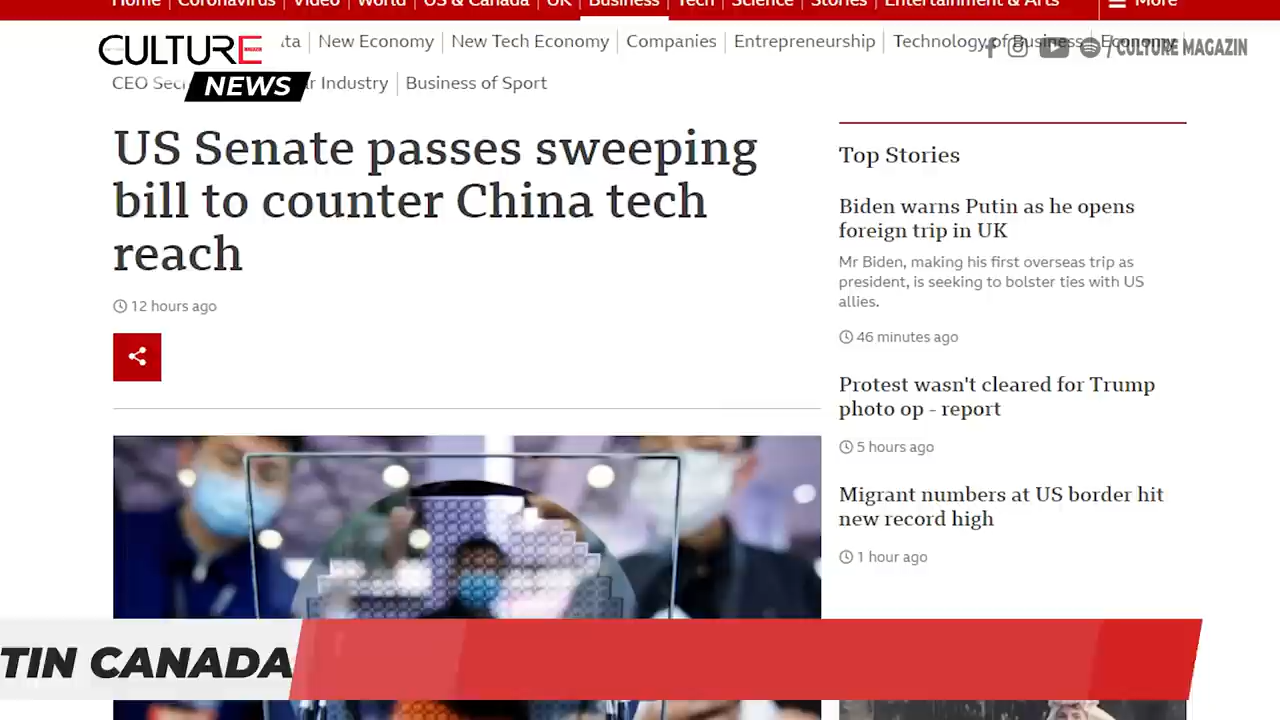 Home Coronavirus Video World US & Canada UK Business Tech Science Stories Entertainment & Arts More
CULTURE
NEWS
New Economy New Tech Economy Companies Entrepreneurship Technology of Business Economy
/ CULTURE MAGAZIN
CEO Industry Business of Sport
US Senate passes sweeping
bill to counter China tech
reach
12 hours ago
Top Stories
Biden warns Putin as he opens
foreign trip in UK
Mr Biden, making his first overseas trip as
president, is seeking to bolster ties with US
allies.
46 minutes ago
Protest wasn't cleared for Trump
photo op - report
5 hours ago
Migrant numbers at US border hit
new record high
1 hour ago
TIN CANADA